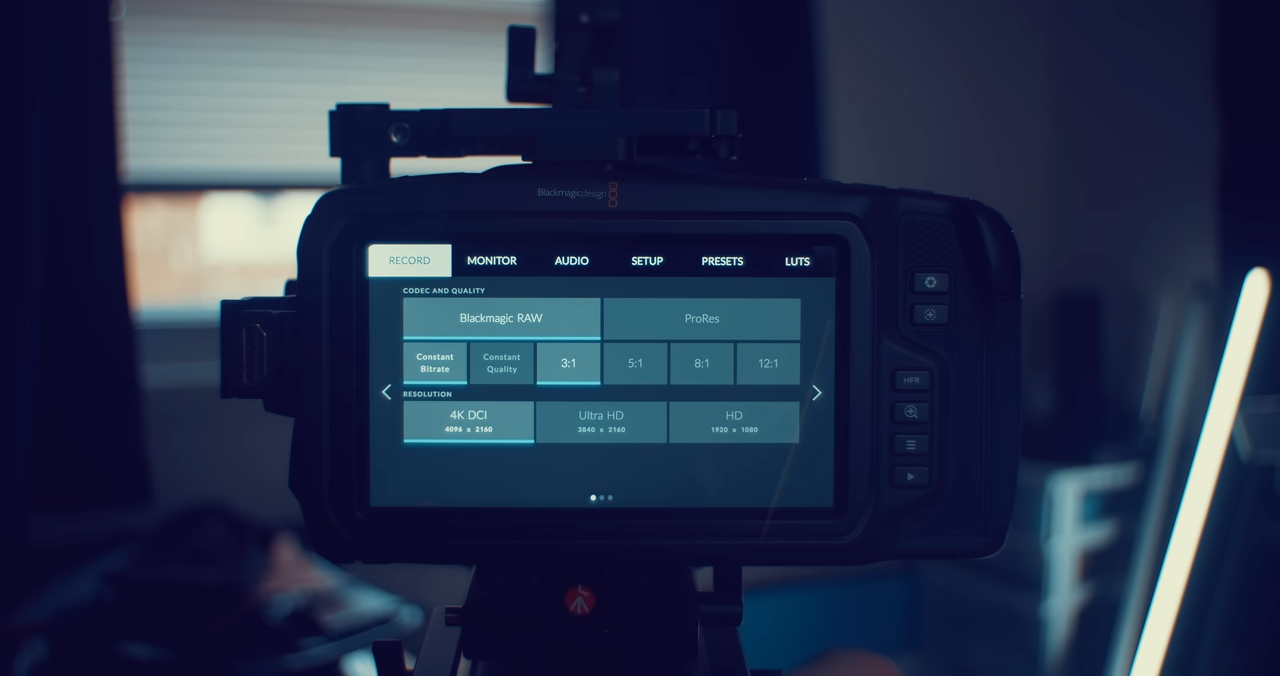 Blackmagicdesign
RECORD MONITOR AUDIO SETUP PRESETS LUTS
CODEC AND QUALITY
Blackmagic RAW ProRes
Constant Bitrate Constant Quality 3:1 5:1 8:1 12:1
RESOLUTION
4K DCI Ultra HD HD
4096 x 2160 3840 x 2160 1920 x 1080
HFR